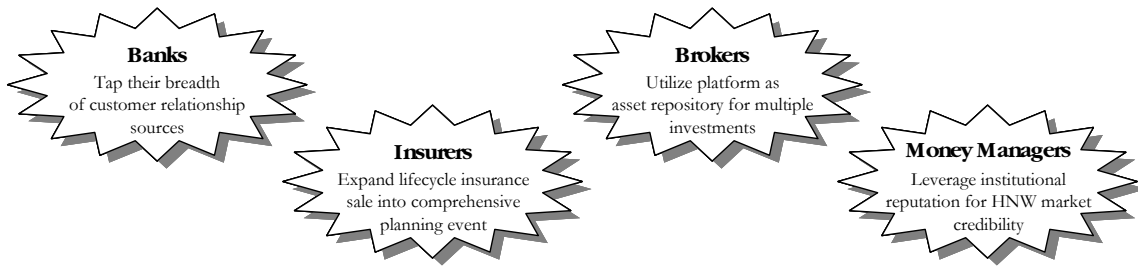 Banks
Tap their breadth
of customer relationship
sources
Insurers
Expand lifecycle insurance
sale into comprehensive
planning event
Brokers
Utilize platform as
asset repository for multiple
investments
Money Managers
Leverage institutional
reputation for HNW market
credibility